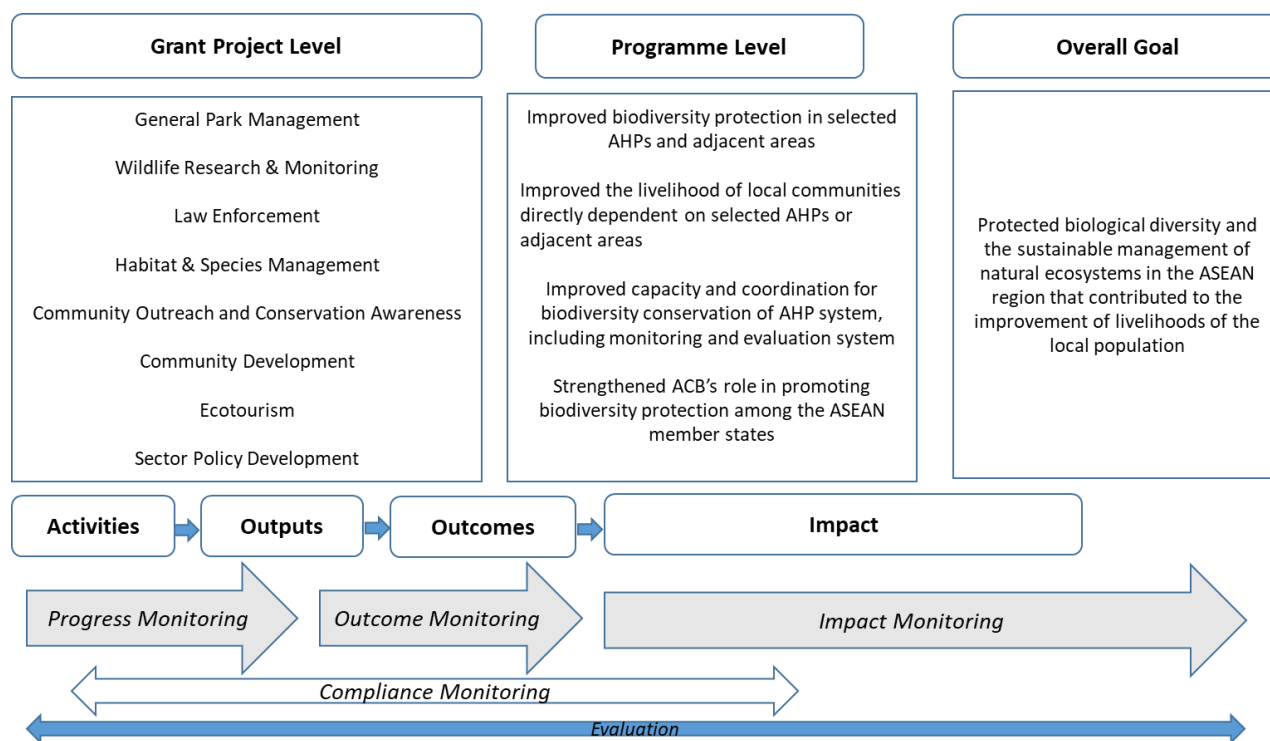 Grant Project Level
Programme Level
Overall Goal
General Park Management
Wildlife Research & Monitoring
Law Enforcement
Habitat & Species Management
Community Outreach and Conservation Awareness
Community Development
Ecotourism
Sector Policy Development
Improved biodiversity protection in selected
AHPs and adjacent areas
Improved the livelihood of local communities
directly dependent on selected AHPs or
adjacent areas
Improved capacity and coordination for
biodiversity conservation of AHP system,
including monitoring and evaluation system
Strengthened ACB's role in promoting
biodiversity protection among the ASEAN
member states
Protected biological diversity and
the sustainable management of
natural ecosystems in the ASEAN
region that contributed to the
improvement of livelihoods of the
local population
Activities
Outputs
Outcomes
Impact
Progress Monitoring
Outcome Monitoring
Impact Monitoring
Compliance Monitoring
Evaluation